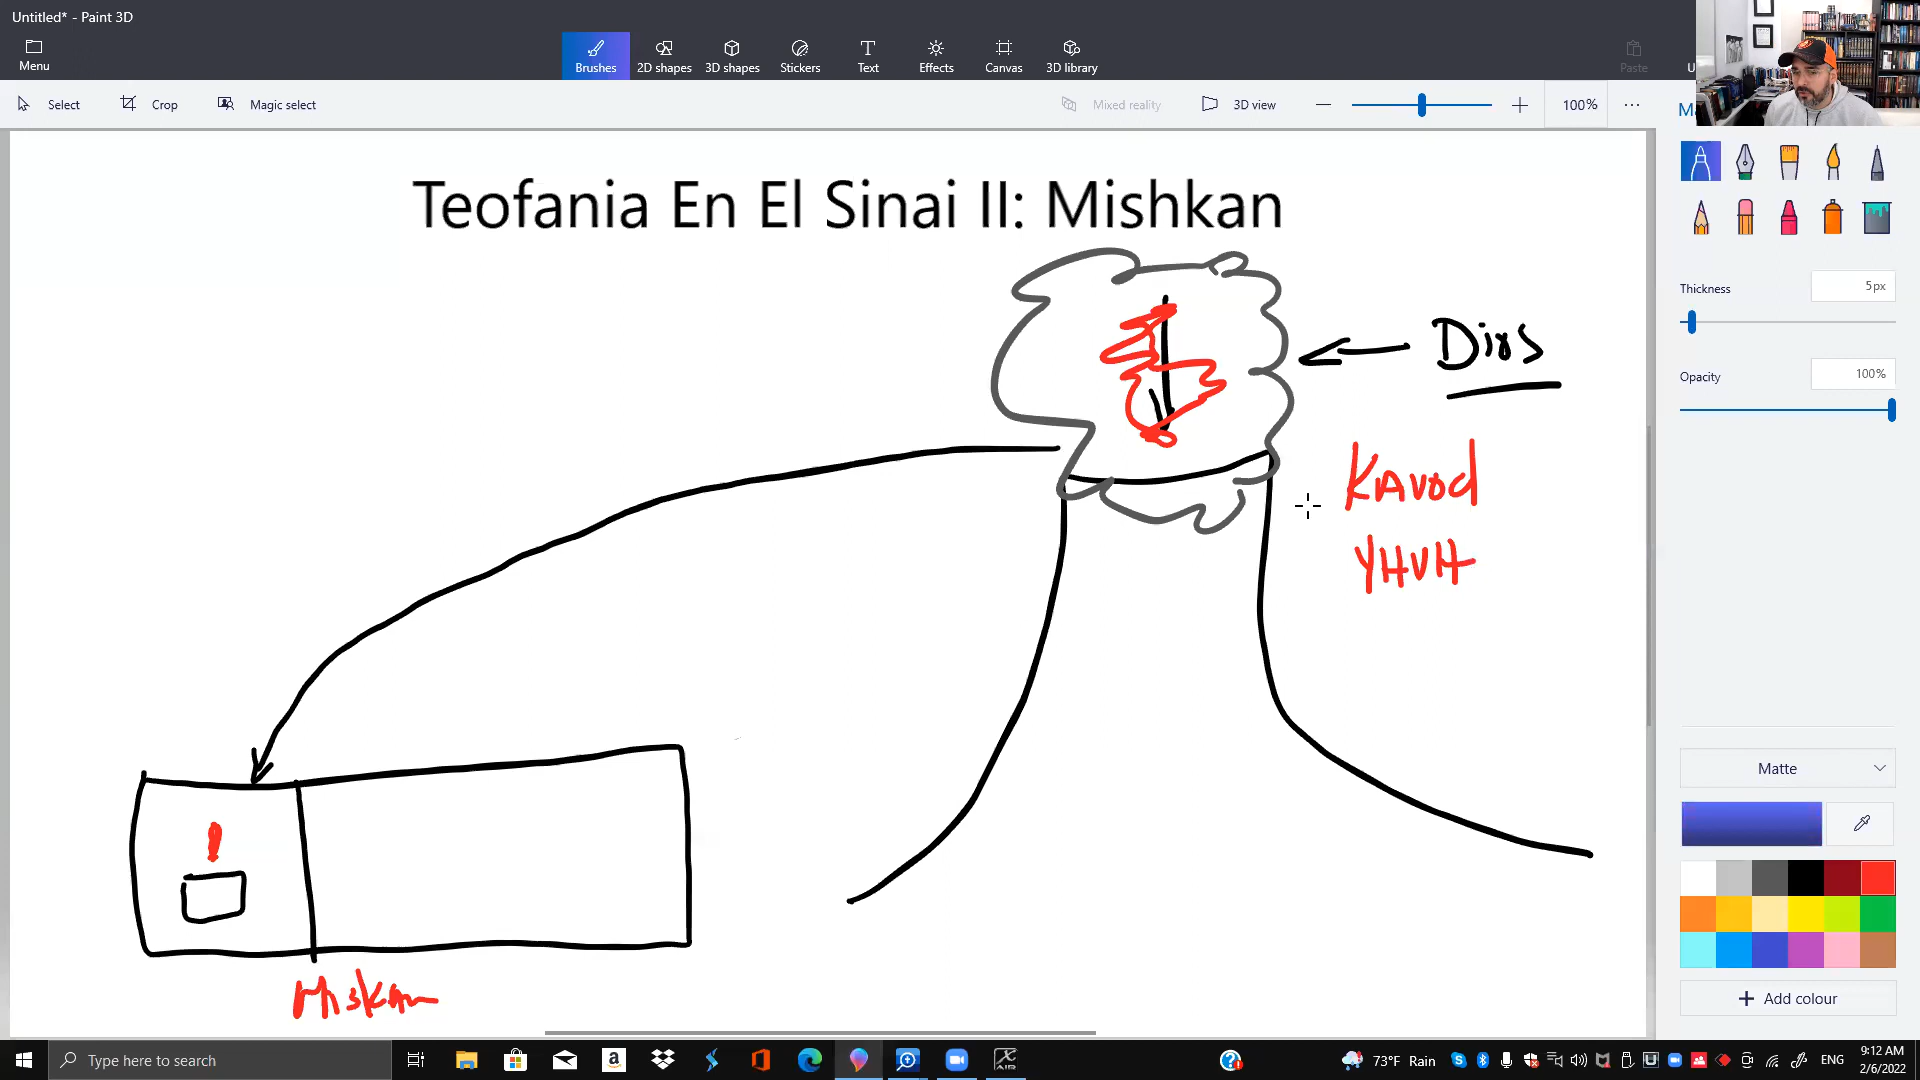 Untitled* - Paint 3D
Menu
Brushes
2D shapes
3D shapes
Stickers
Text
Effects
Canvas
3D library
Paste
U
Select
Crop
Magic select
Mixed reality
3D view
100%
Ma
Teofania En El Sinai II: Mishkan
Dios
Kavod
YHVH
Miskan
Thickness
5px
Opacity
100%
Matte
Add colour
Type here to search
73°F Rain
ENG
9:12 AM
2/6/2022